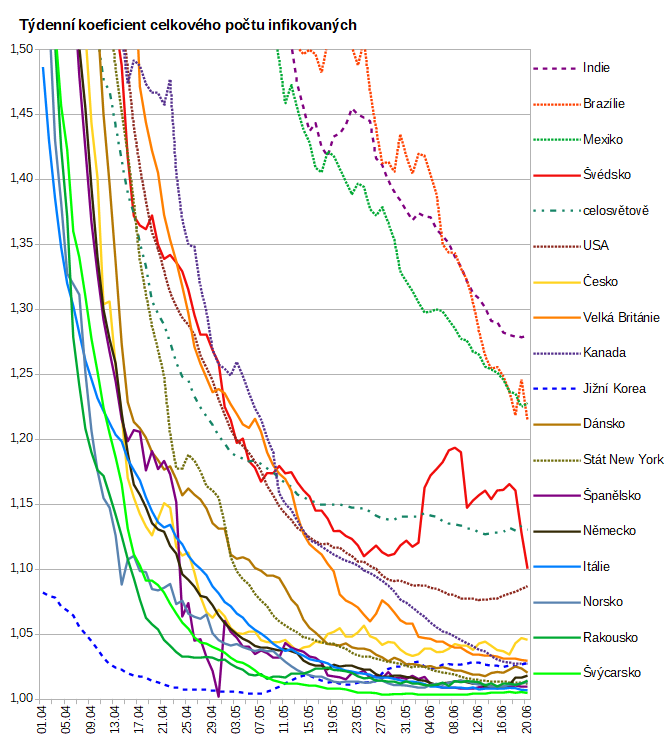 Týdenní koeficient celkového počtu infikovaných
1,50
1,45
1,40
1,35
1,30
1,25
1,20
1,15
1,10
1,05
1,00
01.04
05.04
09.04
13.04
17.04
21.04
25.04
29.04
03.05
07.05
11.05
15.05
19.05
23.05
27.05
31.05
04.06
08.06
12.06
16.06
20.06
Indie
Brazílie
Mexiko
Švédsko
celosvětově
USA
Česko
Velká Británie
Kanada
Jižní Korea
Dánsko
Stát New York
Španělsko
Německo
Itálie
Norsko
Rakousko
Švýcarsko